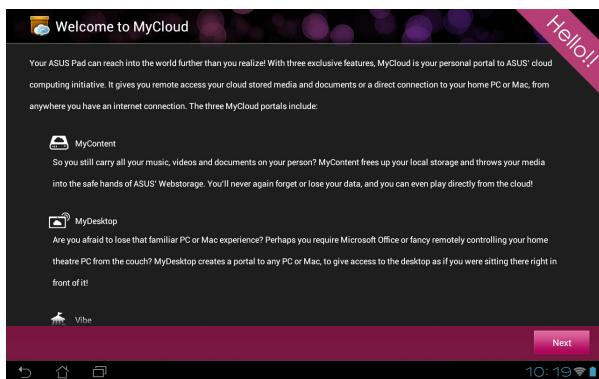 Welcome to MyCloud
Hello!!
Your ASUS Pad can reach into the world further than you realize! With three exclusive features, MyCloud is your personal portal to ASUS' cloud
computing initiative. It gives you remote access your cloud stored media and documents or a direct connection to your home PC or Mac, from
anywhere you have an internet connection. The three MyCloud portals include:
MyContent
So you still carry all your music, videos and documents on your person? MyContent frees up your local storage and throws your media
into the safe hands of ASUS' Webstorage. You'll never again forget or lose your data, and you can even play directly from the cloud!
MyDesktop
Are you afraid to lose that familiar PC or Mac experience? Perhaps you require Microsoft Office or fancy remotely controlling your home
theatre PC from the couch? MyDesktop creates a portal to any PC or Mac, to give access to the desktop as if you were sitting there right in
front of it!
Vibe
Next
10:19